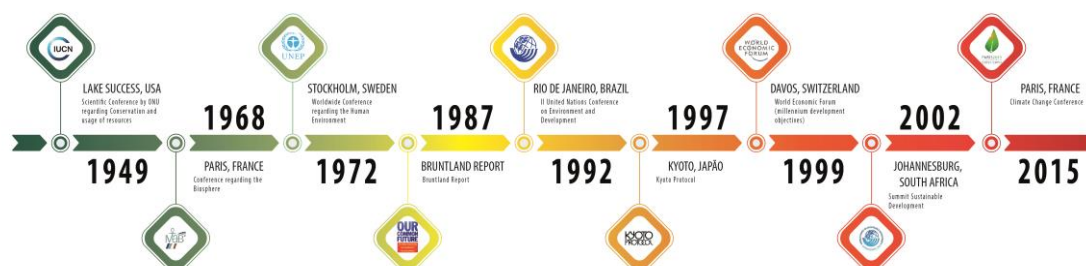 IUCN
LAKE SUCCESS, USA
Scientific Conference by ONU
regarding Conservation and
usage of resources
1949
1968
PARIS, FRANCE
Conference regarding the
Biosphere
MAB
UNEP
STOCKHOLM, SWEDEN
Worldwide Conference
regarding the Human
Environment
1972
1987
BRUNTLAND REPORT
Bruntland Report
OUR
COMMON
FUTURE
RIO DE JANEIRO, BRAZIL
II United Nations Conference
on Environment and
Development
1992
1997
KYOTO, JAPÃO
Kyoto Protocol
KYOTO
PROTOCOL
WORLD
ECONOMIC
FORUM
DAVOS, SWITZERLAND
World Economic Forum
(millenium development
objectives)
1999
2002
JOHANNESBURG,
SOUTH AFRICA
Summit Sustainable
Development
PARIS, FRANCE
Climate Change Conference
2015